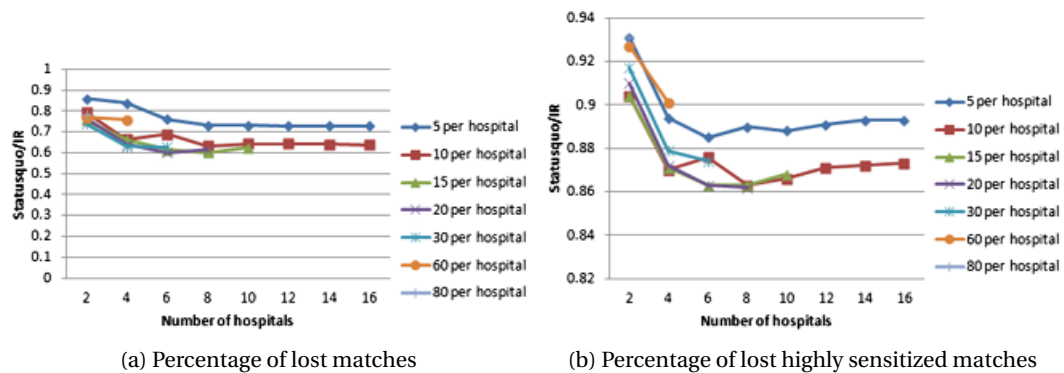 Statusquo/IR
1
0.9
0.8
0.7
0.6
0.5
0.4
0.3
0.2
0.1
0
2 4 6 8 10 12 14 16
Number of hospitals
5 per hospital
10 per hospital
15 per hospital
20 per hospital
30 per hospital
60 per hospital
80 per hospital
(a) Percentage of lost matches
Statusquo/IR
0.94
0.92
0.9
0.88
0.86
0.84
0.82
2 4 6 8 10 12 14 16
Number of hospitals
5 per hospital
10 per hospital
15 per hospital
20 per hospital
30 per hospital
60 per hospital
80 per hospital
(b) Percentage of lost highly sensitized matches